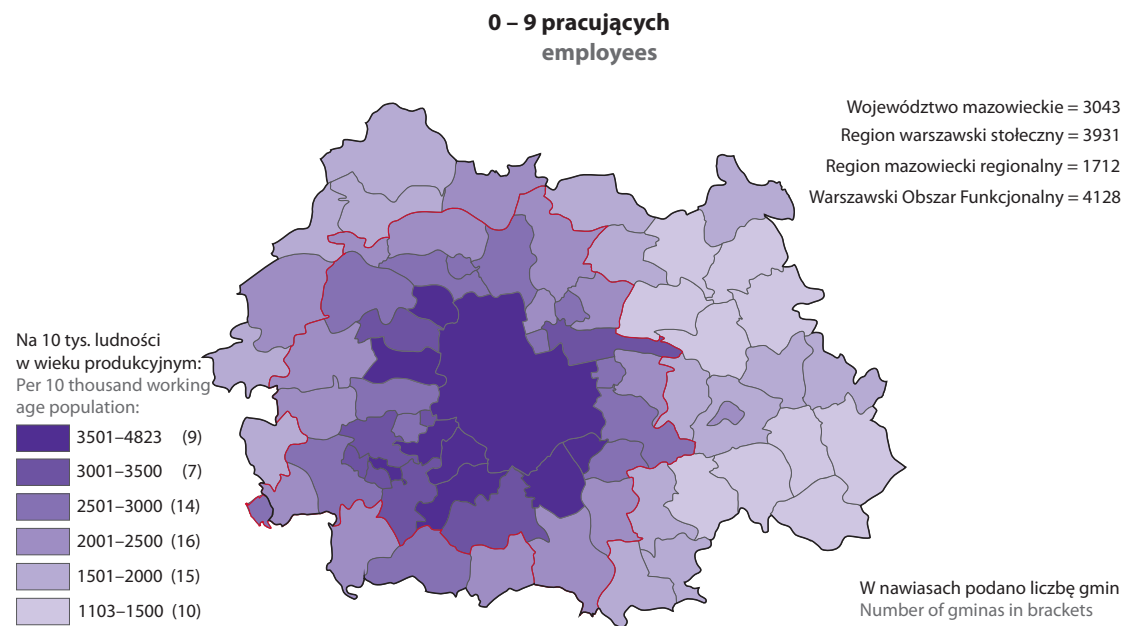 0 – 9 pracujących
employees
Województwo mazowieckie = 3043
Region warszawski stołeczny = 3931
Region mazowiecki regionalny = 1712
Warszawski Obszar Funkcjonalny = 4128
Na 10 tys. ludności
w wieku produkcyjnym:
Per 10 thousand working
age population:
3501–4823 (9)
3001–3500 (7)
2501–3000 (14)
2001–2500 (16)
1501–2000 (15)
1103–1500 (10)
W nawiasach podano liczbę gmin
Number of gminas in brackets